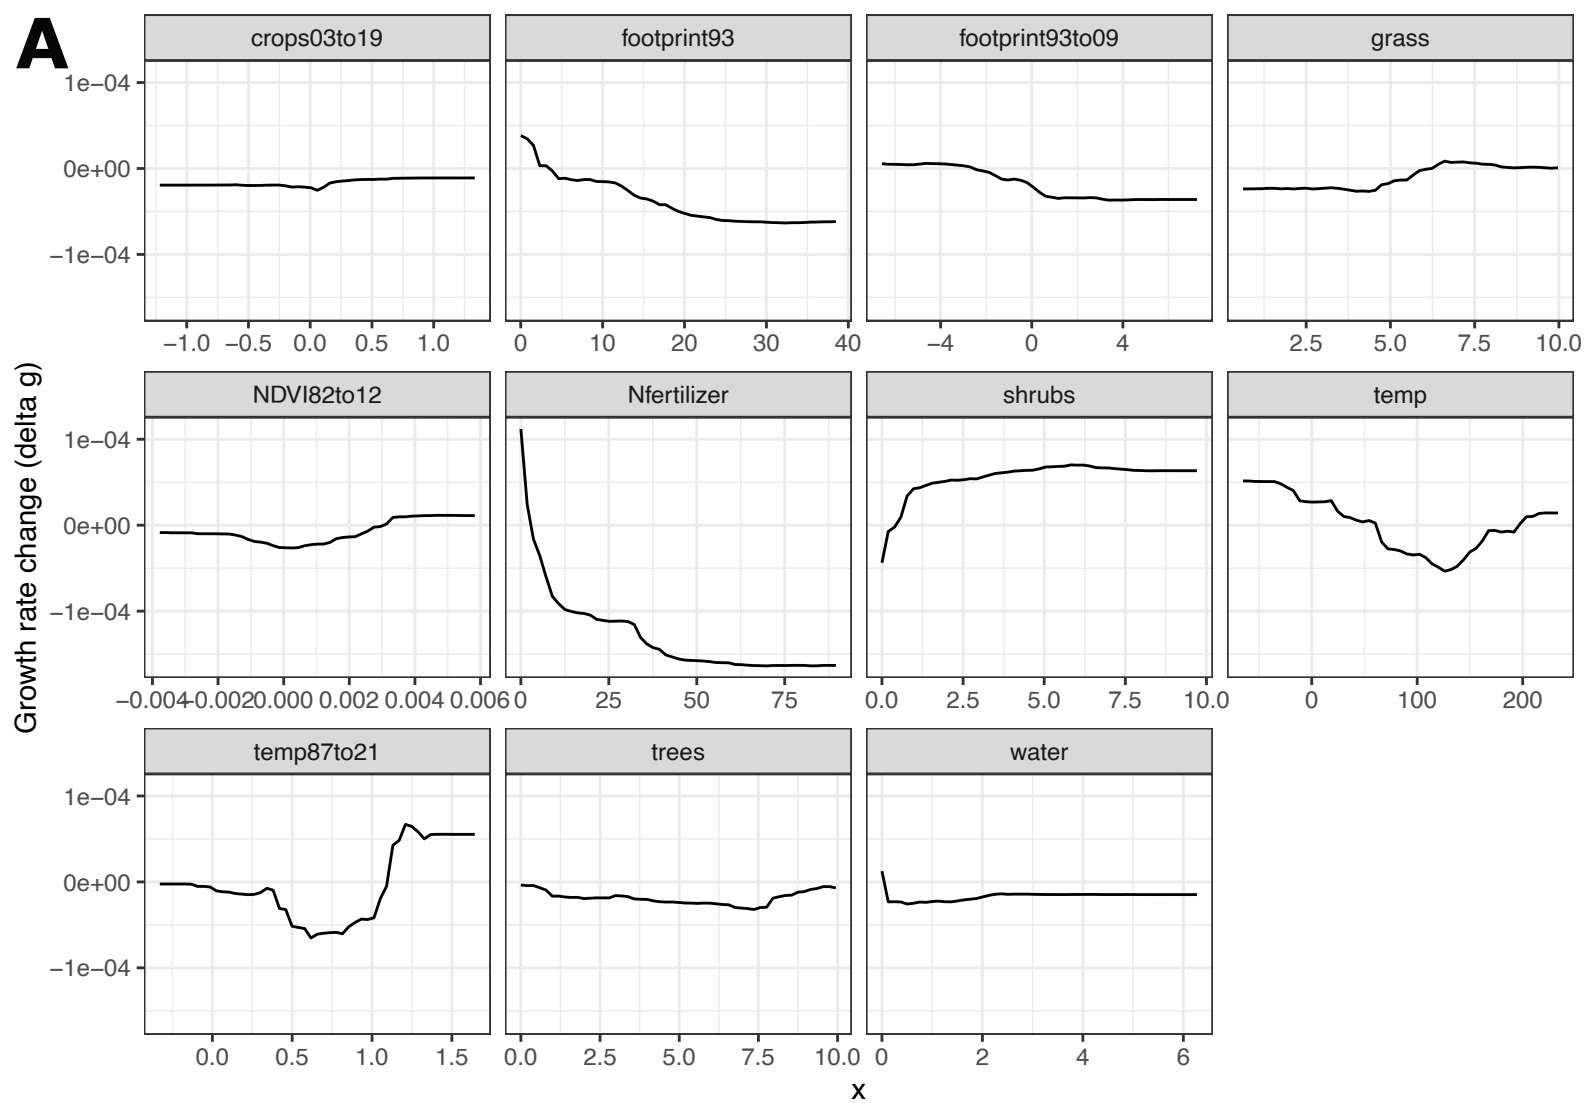 A
crops03to19 footprint93 footprint93to09 grass
1e−04
0e+00
−1e−04
−1.0 −0.5 0.0 0.5 1.0 0 10 20 30 40 −4 0 4 2.5 5.0 7.5 10.0
Growth rate change (delta g)
NDVI82to12 Nfertilizer shrubs temp
1e−04
0e+00
−1e−04
−0.004 −0.002 0.000 0.002 0.004 0.006 0 25 50 75 0.0 2.5 5.0 7.5 10.0 0 100 200
temp87to21 trees water
1e−04
0e+00
−1e−04
0.0 0.5 1.0 1.5 0.0 2.5 5.0 7.5 10.0 0 2 4 6
x